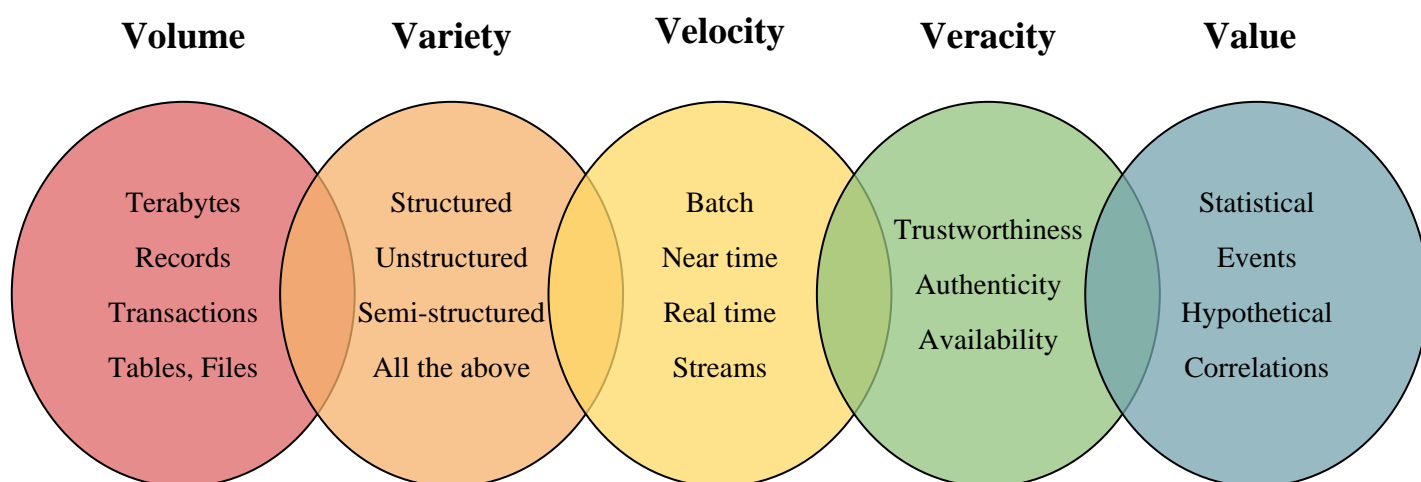 Volume
Variety
Velocity
Veracity
Value
Terabytes
Records
Transactions
Tables, Files
Structured
Unstructured
Semi-structured
All the above
Batch
Near time
Real time
Streams
Trustworthiness
Authenticity
Availability
Statistical
Events
Hypothetical
Correlations